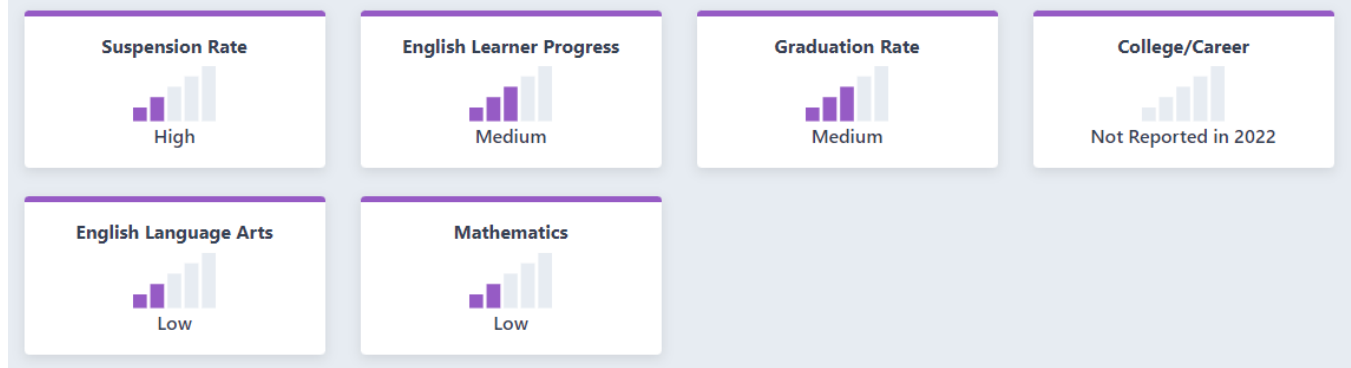 Suspension Rate
High
English Learner Progress
Medium
Graduation Rate
Medium
College/Career
Not Reported in 2022
English Language Arts
Low
Mathematics
Low